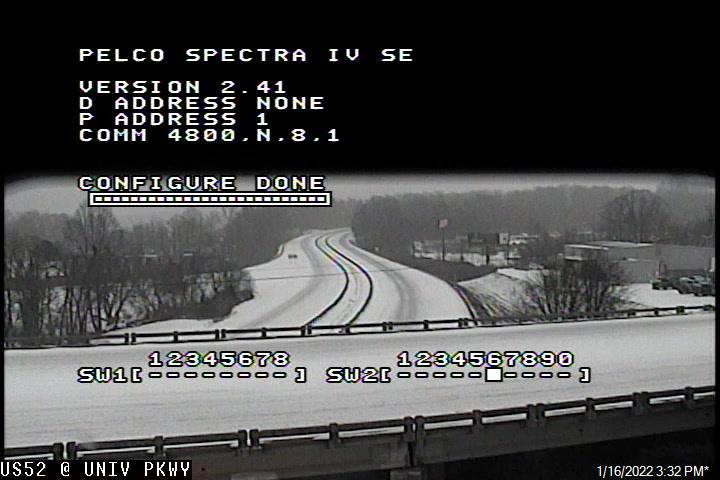 PELCO SPECTRA IV SE
VERSION 2.41
D ADDRESS NONE
P ADDRESS 1
COMM 4800,N,8,1
CONFIGURE DONE
12345678 1234567890
SW1[--------] SW2[-----■----]
US52 @ UNIV PKWY
1/16/2022 3:32 PM*